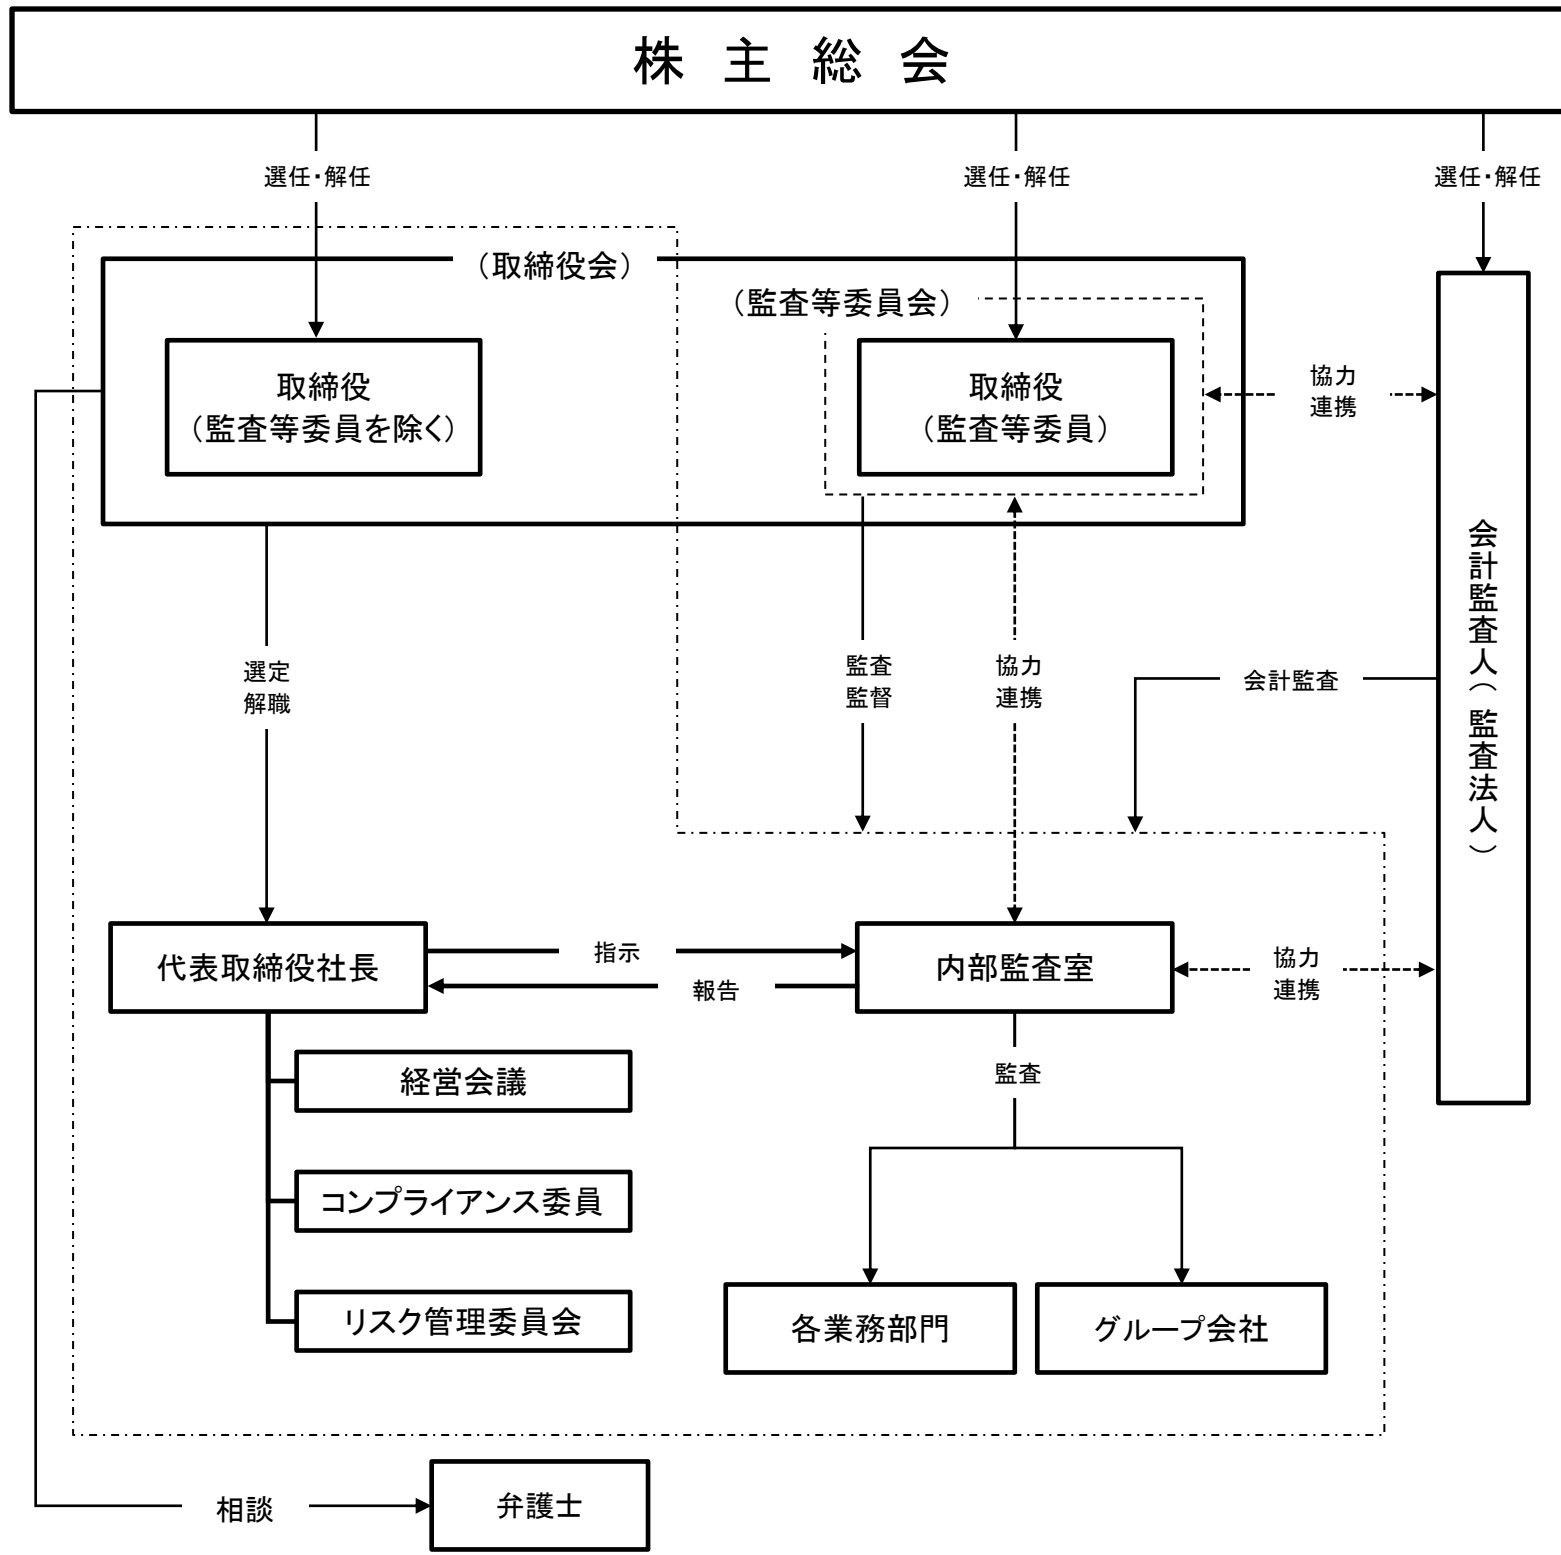 株主総会
選任・解任
選任・解任
選任・解任
（取締役会）
（監査等委員会）
取締役
（監査等委員を除く）
取締役
（監査等委員）
協力
連携
会計監査人（監査法人）
選定
解職
監査
監督
協力
連携
会計監査
代表取締役社長
指示
報告
内部監査室
協力
連携
経営会議
監査
コンプライアンス委員
リスク管理委員会
各業務部門
グループ会社
相談
弁護士